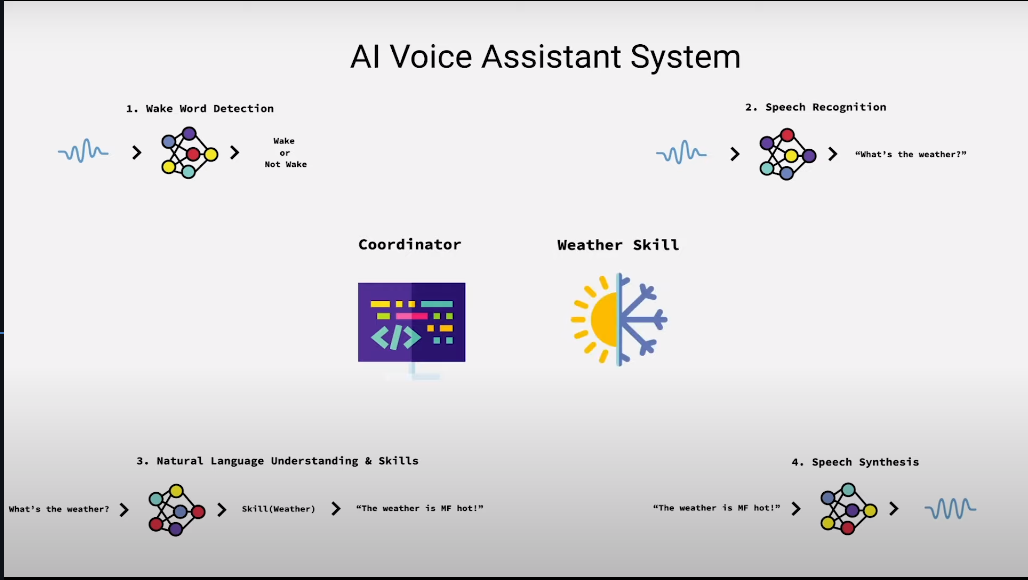 AI Voice Assistant System
1. Wake Word Detection
Wake
or
Not Wake
2. Speech Recognition
“What’s the weather?”
Coordinator
Weather Skill
</>
3. Natural Language Understanding & Skills
What’s the weather?
Skill(Weather)
“The weather is MF hot!”
4. Speech Synthesis
“The weather is MF hot!”